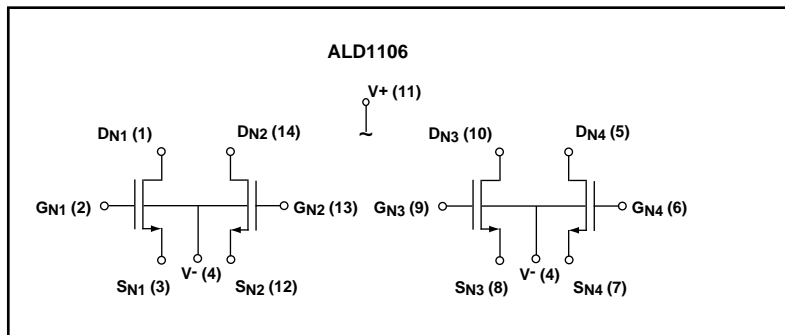 ALD1106
V+ (11)
~
DN1 (1) DN2 (14) DN3 (10) DN4 (5)
GN1 (2) GN2 (13) GN3 (9) GN4 (6)
V- (4) V- (4)
SN1 (3) SN2 (12) SN3 (8) SN4 (7)